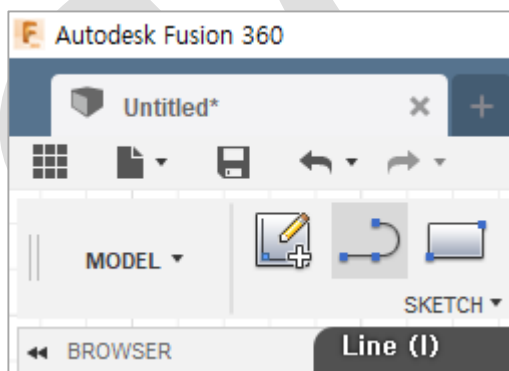 Autodesk Fusion 360
Untitled*
MODEL
SKETCH
BROWSER
Line (l)